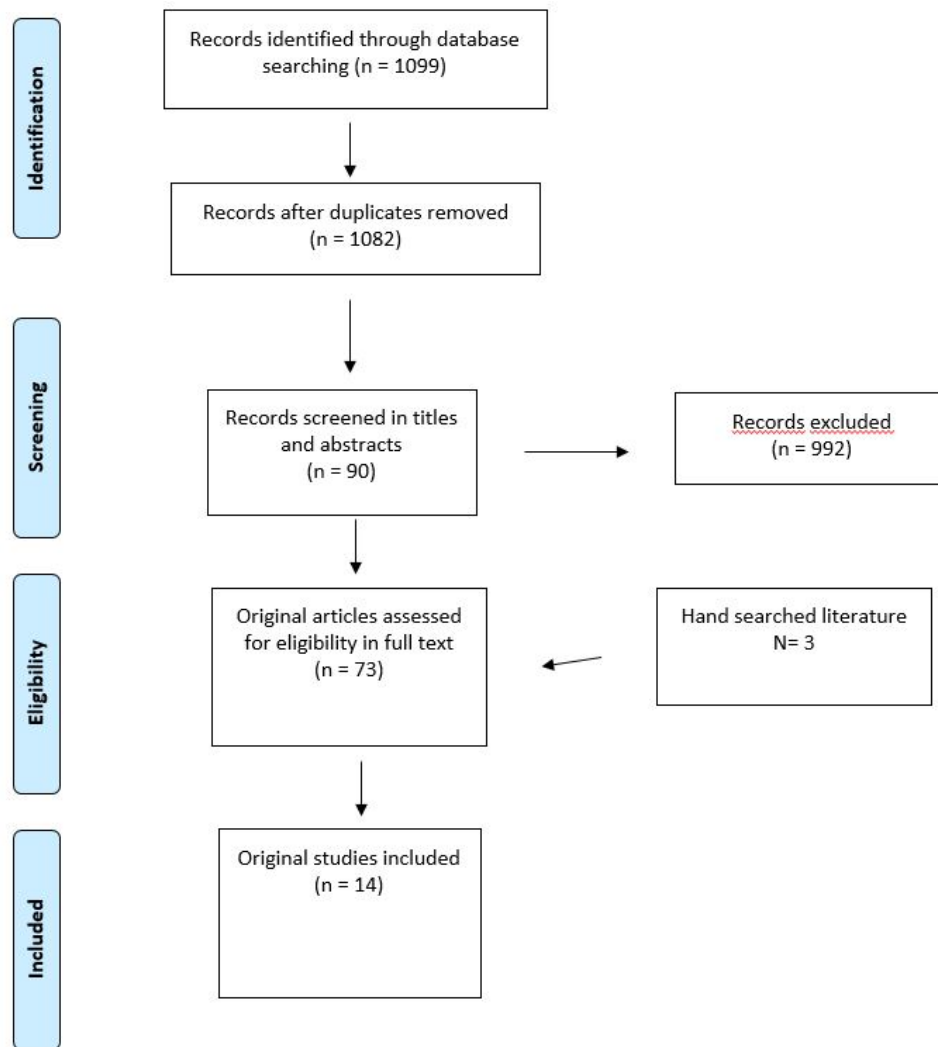 Identification
Records identified through database
searching (n = 1099)
Records after duplicates removed
(n = 1082)
Screening
Records screened in titles
and abstracts
(n = 90)
Records excluded
(n = 992)
Eligibility
Original articles assessed
for eligibility in full text
(n = 73)
Hand searched literature
N= 3
Included
Original studies included
(n = 14)